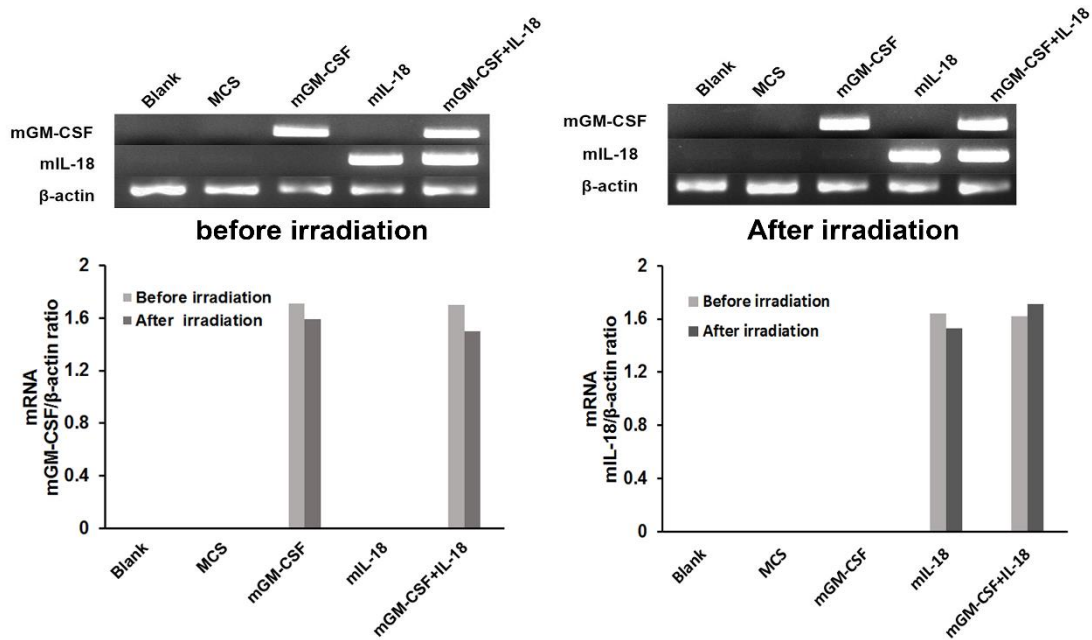 Blank
MCS
mGM-CSF
mIL-18
mGM-CSF+IL-18
mGM-CSF
mIL-18
β-actin
before irradiation
Blank
MCS
mGM-CSF
mIL-18
mGM-CSF+IL-18
mGM-CSF
mIL-18
β-actin
After irradiation
mRNA
mGM-CSF/β-actin ratio
2
1.6
1.2
0.8
0.4
0
Before irradiation
After irradiation
Blank
MCS
mGM-CSF
mIL-18
mGM-CSF+IL-18
mRNA
mIL-18/β-actin ratio
2
1.6
1.2
0.8
0.4
0
Before irradiation
After irradiation
Blank
MCS
mGM-CSF
mIL-18
mGM-CSF+IL-18